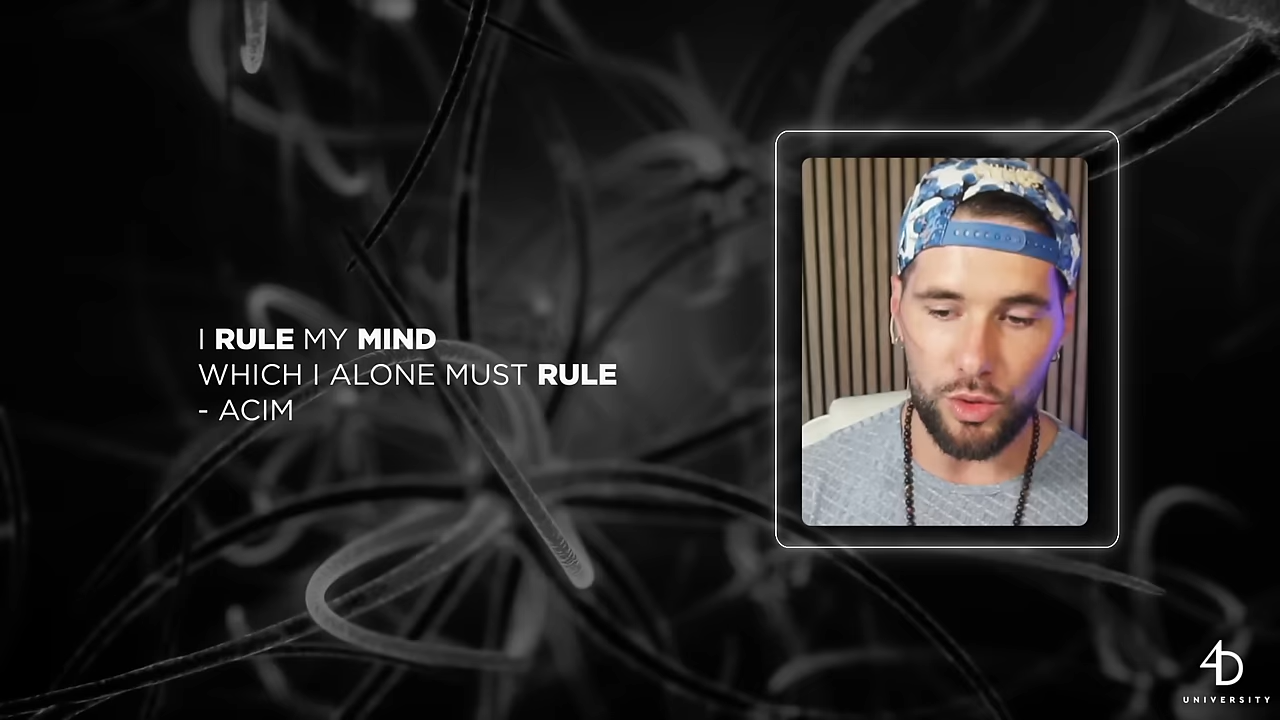 I RULE MY MIND
WHICH I ALONE MUST RULE
- ACIM
4D
UNIVERSITY